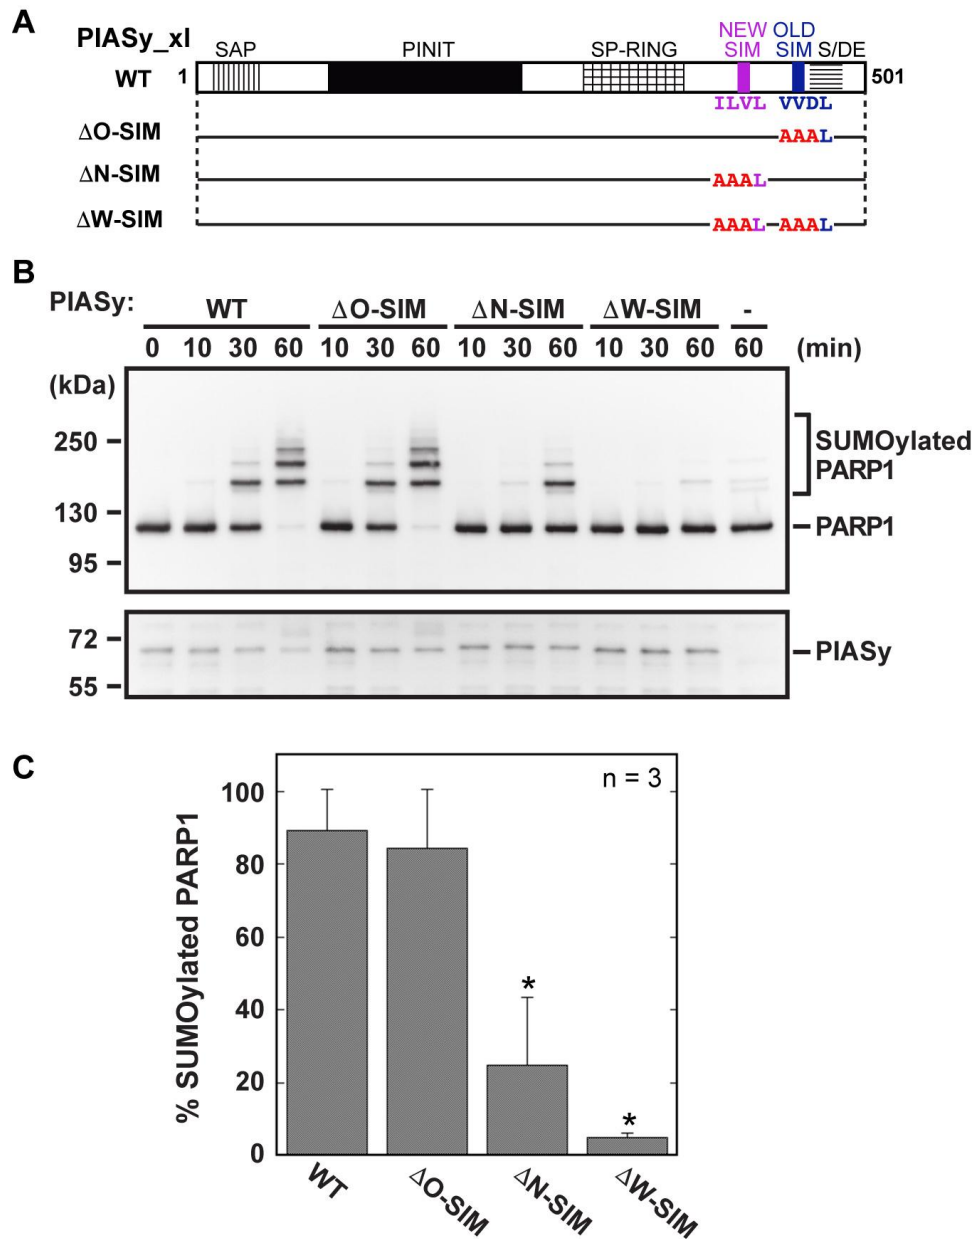 A
PIASy_xl
NEW OLD
SAP PINIT SP-RING SIM SIM S/DE
WT 1 501
ILVL VVDL
ΔO-SIM AAAL
ΔN-SIM AAAL
ΔW-SIM AAAL AAAL
B
PIASy: WT ΔO-SIM ΔN-SIM ΔW-SIM -
0 10 30 60 10 30 60 10 30 60 10 30 60 60 (min)
(kDa)
250
SUMOylated
PARP1
130
PARP1
95
72
PIASy
55
C
n = 3
% SUMOylated PARP1
100
80
60
40
20
0
*
*
WT ΔO-SIM ΔN-SIM ΔW-SIM